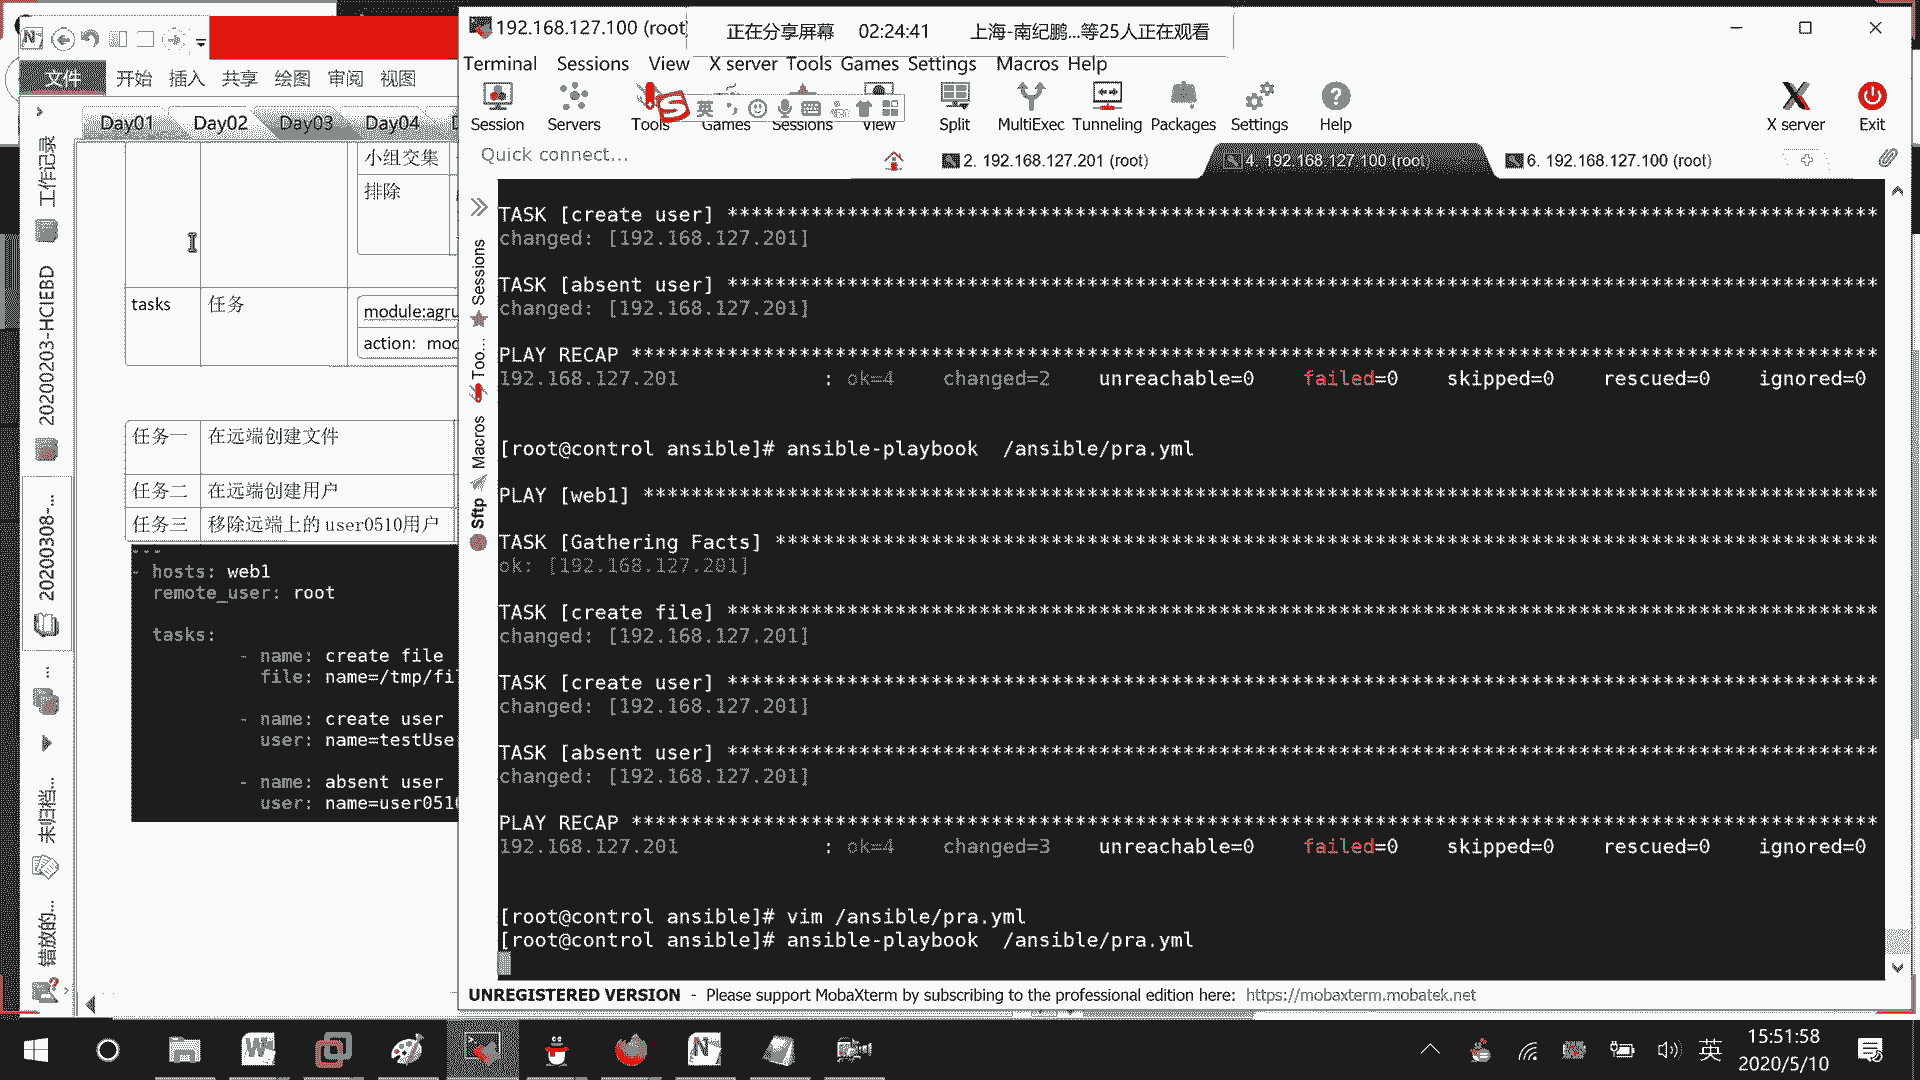 192.168.127.100 (root)
正在分享屏幕 02:24:41 上海-南纪鹏...等25人正在观看
Terminal Sessions View X server Tools Games Settings Macros Help
Session Servers Tools Games Sessions View Split MultiExec Tunneling Packages Settings Help X server Exit
英
Quick connect...
2. 192.168.127.201 (root)
4. 192.168.127.100 (root)
6. 192.168.127.100 (root)
文件 开始 插入 共享 绘图 审阅 视图
Day01 Day02 Day03 Day04
工作记录
20200203-HCIEBD
20200308-...
...
未归档...
错放的...
小组交集
排除
tasks 任务
module:agru
action: mod
任务一 在远端创建文件
任务二 在远端创建用户
任务三 移除远端上的user0510用户
---
- hosts: web1
remote_user: root
tasks:
- name: create file
file: name=/tmp/fi
- name: create user
user: name=testUse
- name: absent user
user: name=user051
Sessions
Too...
Macros
Sftp
TASK [create user] *************************************************************************************************
changed: [192.168.127.201]
TASK [absent user] *************************************************************************************************
changed: [192.168.127.201]
PLAY RECAP *********************************************************************************************************
192.168.127.201 : ok=4 changed=2 unreachable=0 failed=0 skipped=0 rescued=0 ignored=0
[root@control ansible]# ansible-playbook /ansible/pra.yml
PLAY [web1] ********************************************************************************************************
TASK [Gathering Facts] *********************************************************************************************
ok: [192.168.127.201]
TASK [create file] *************************************************************************************************
changed: [192.168.127.201]
TASK [create user] *************************************************************************************************
changed: [192.168.127.201]
TASK [absent user] *************************************************************************************************
changed: [192.168.127.201]
PLAY RECAP *********************************************************************************************************
192.168.127.201 : ok=4 changed=3 unreachable=0 failed=0 skipped=0 rescued=0 ignored=0
[root@control ansible]# vim /ansible/pra.yml
[root@control ansible]# ansible-playbook /ansible/pra.yml
UNREGISTERED VERSION - Please support MobaXterm by subscribing to the professional edition here: https://mobaxterm.mobatek.net
英
15:51:58
2020/5/10